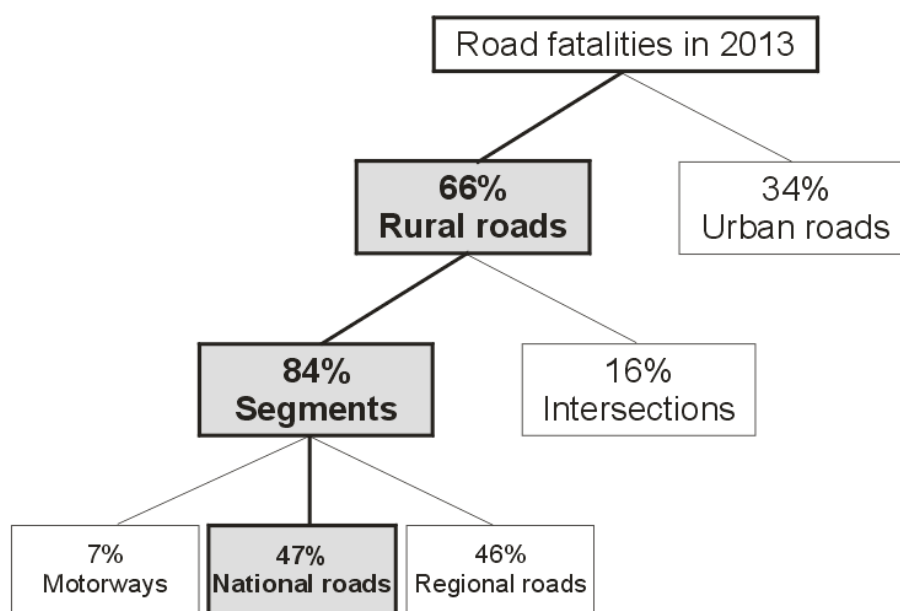 Road fatalities in 2013
66%
Rural roads
34%
Urban roads
84%
Segments
16%
Intersections
7%
Motorways
47%
National roads
46%
Regional roads